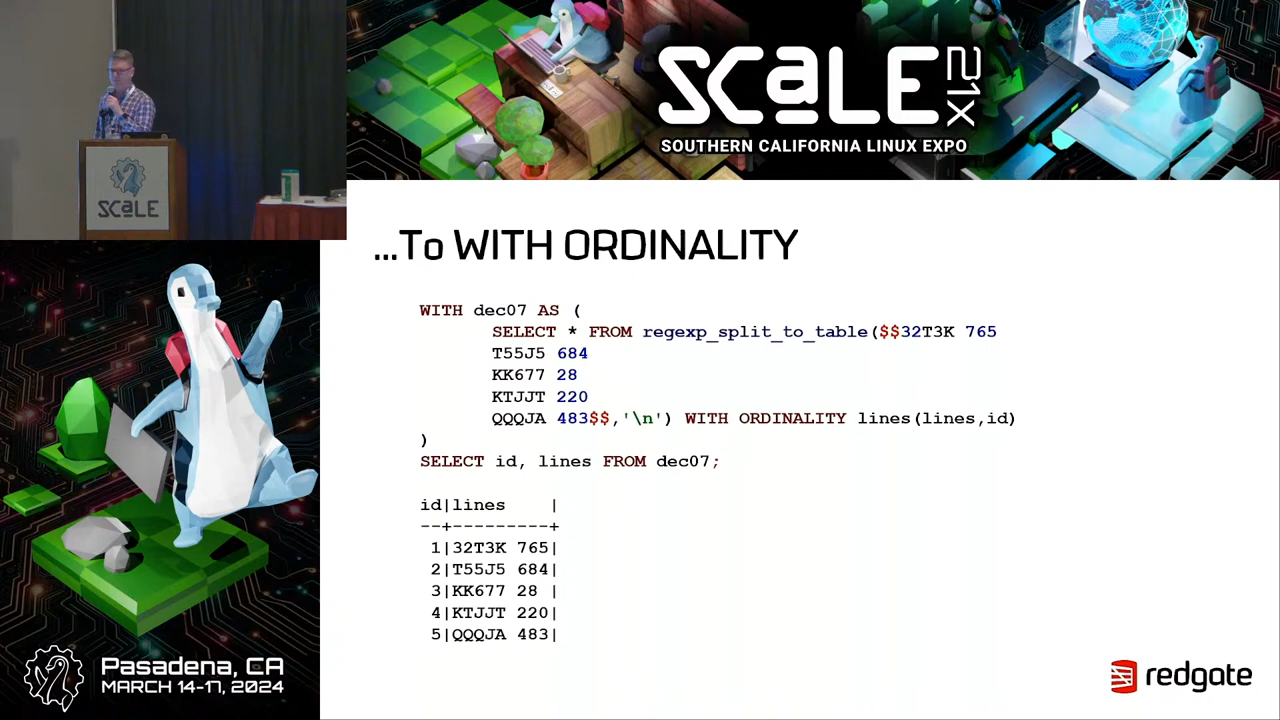 SCALE
21X
SOUTHERN CALIFORNIA LINUX EXPO
SCALE
...To WITH ORDINALITY
WITH dec07 AS (
SELECT * FROM regexp_split_to_table($$32T3K 765
T55J5 684
KK677 28
KTJJT 220
QQQJA 483$$,'\n') WITH ORDINALITY lines(lines,id)
)
SELECT id, lines FROM dec07;
id|lines    |
--+---------+
1|32T3K 765|
2|T55J5 684|
3|KK677 28 |
4|KTJJT 220|
5|QQQJA 483|
Pasadena, CA
MARCH 14-17, 2024
redgate